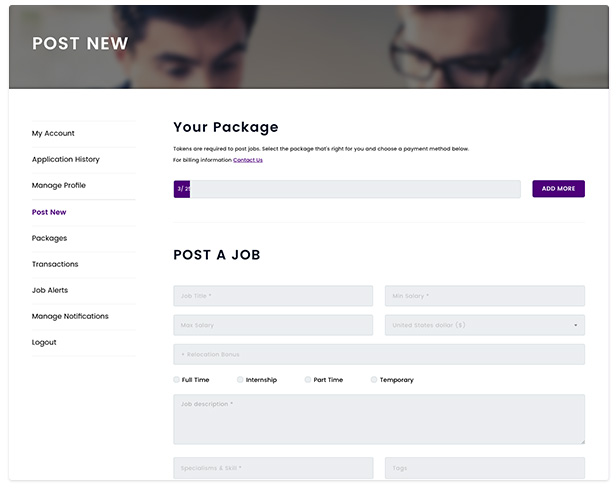 POST NEW
My Account
Application History
Manage Profile
Post New
Packages
Transactions
Job Alerts
Manage Notifications
Logout
Your Package
Tokens are required to post jobs. Select the package that's right for you and choose a payment method below.
For billing information Contact Us
3/ 25
ADD MORE
POST A JOB
Job Title *
Min Salary *
Max Salary
United States dollar ($)
+ Relocation Bonus
Full Time
Internship
Part Time
Temporary
Job description *
Specialisms & Skill *
Tags